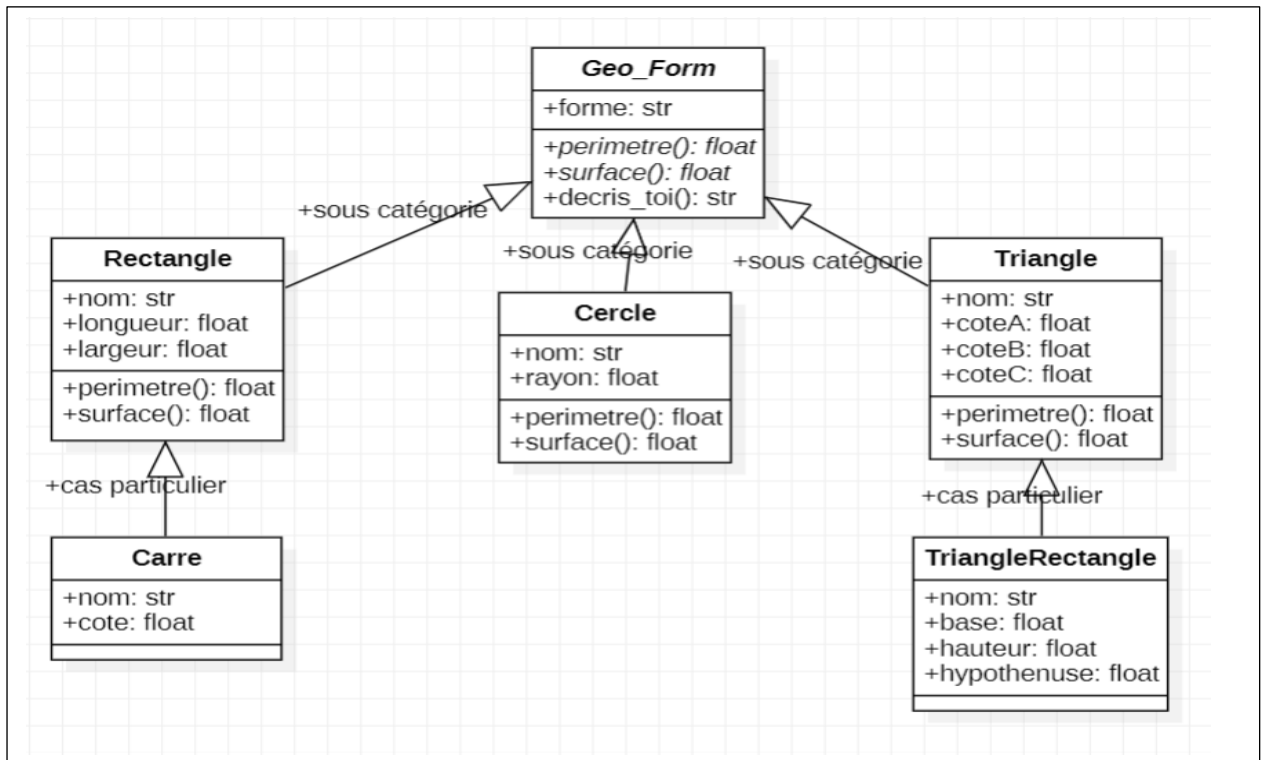 Geo_Form
+forme: str
+perimetre(): float
+surface(): float
+decris_toi(): str
+sous catégorie
+sous catégorie
+sous catégorie
Rectangle
+nom: str
+longueur: float
+largeur: float
+perimetre(): float
+surface(): float
Cercle
+nom: str
+rayon: float
+perimetre(): float
+surface(): float
Triangle
+nom: str
+coteA: float
+coteB: float
+coteC: float
+perimetre(): float
+surface(): float
+cas particulier
+cas particulier
Carre
+nom: str
+cote: float
TriangleRectangle
+nom: str
+base: float
+hauteur: float
+hypothenuse: float